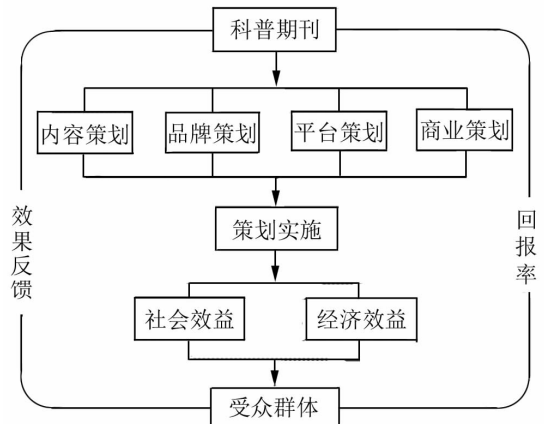 科普期刊
内容策划
品牌策划
平台策划
商业策划
效果反馈
回报率
策划实施
社会效益
经济效益
受众群体